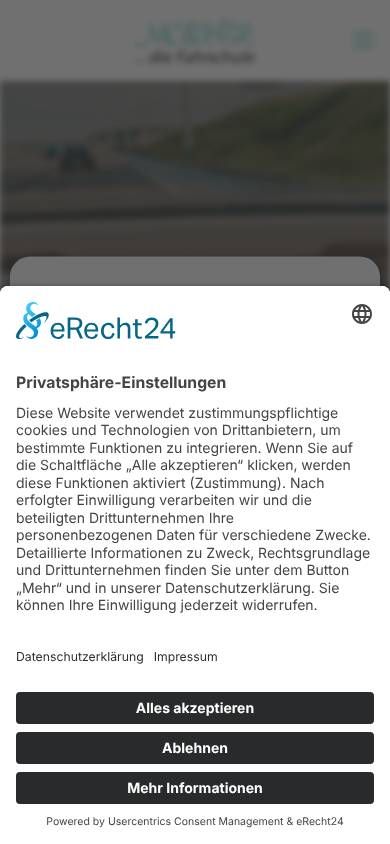 ... die Fahrschule
eRecht24
Privatsphäre-Einstellungen
Diese Website verwendet zustimmungspflichtige
cookies und Technologien von Drittanbietern, um
bestimmte Funktionen zu integrieren. Wenn Sie auf
die Schaltfläche „Alle akzeptieren“ klicken, werden
diese Funktionen aktiviert (Zustimmung). Nach
erfolgter Einwilligung verarbeiten wir und die
beteiligten Drittunternehmen Ihre
personenbezogenen Daten für verschiedene Zwecke.
Detaillierte Informationen zu Zweck, Rechtsgrundlage
und Drittunternehmen finden Sie unter dem Button
„Mehr“ und in unserer Datenschutzerklärung. Sie
können Ihre Einwilligung jederzeit widerrufen.
Datenschutzerklärung Impressum
Alles akzeptieren
Ablehnen
Mehr Informationen
Powered by Usercentrics Consent Management & eRecht24